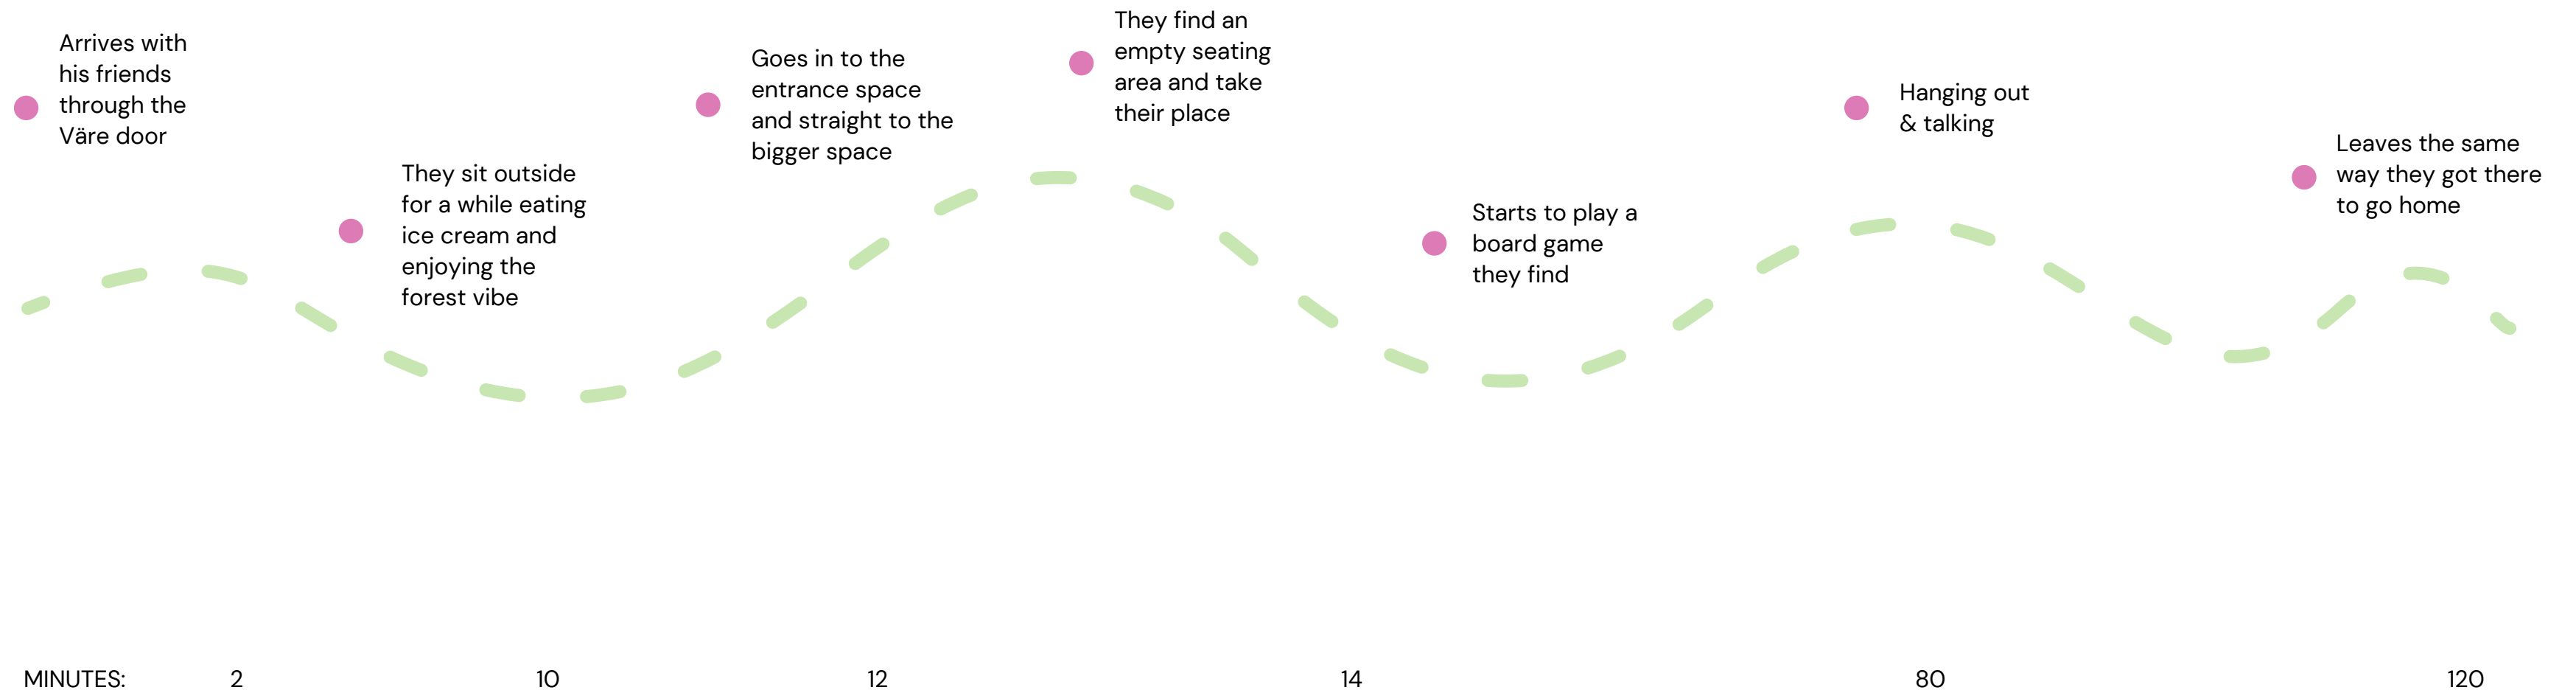 Arrives with
his friends
through the
Väre door
They sit outside
for a while eating
ice cream and
enjoying the
forest vibe
Goes in to the
entrance space
and straight to the
bigger space
They find an
empty seating
area and take
their place
Starts to play a
board game
they find
Hanging out
& talking
Leaves the same
way they got there
to go home
MINUTES: 2 10 12 14 80 120